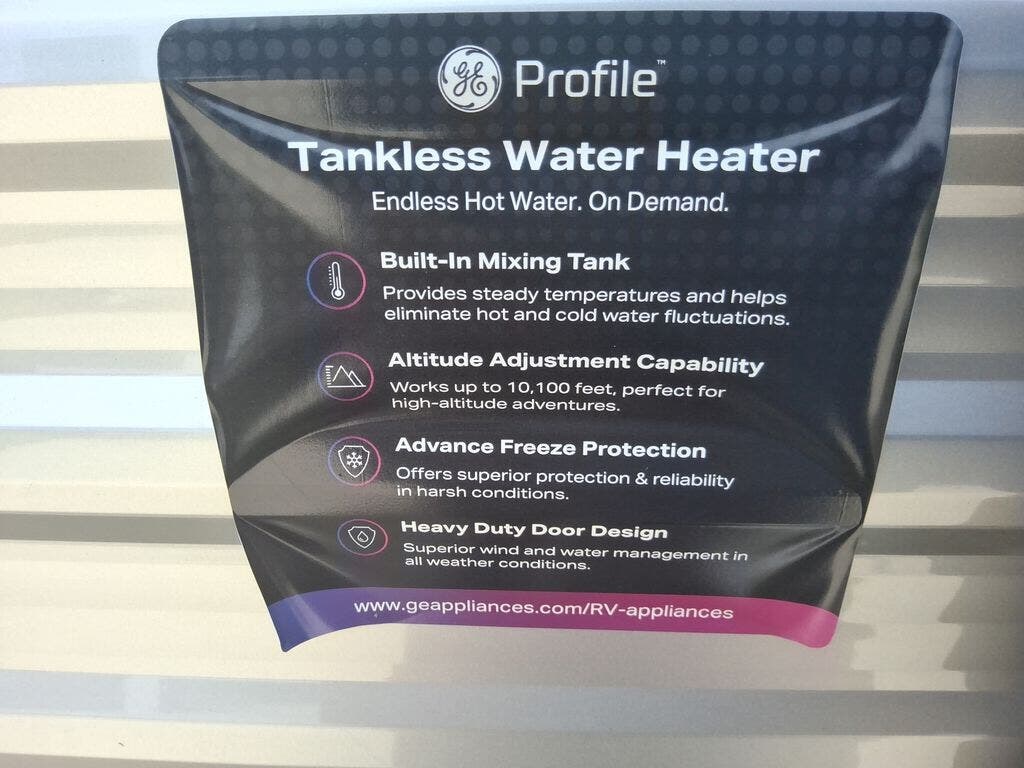 GE Profile™
Tankless Water Heater
Endless Hot Water. On Demand.
Built-In Mixing Tank
Provides steady temperatures and helps
eliminate hot and cold water fluctuations.
Altitude Adjustment Capability
Works up to 10,100 feet, perfect for
high-altitude adventures.
Advance Freeze Protection
Offers superior protection & reliability
in harsh conditions.
Heavy Duty Door Design
Superior wind and water management in
all weather conditions.
www.geappliances.com/RV-appliances